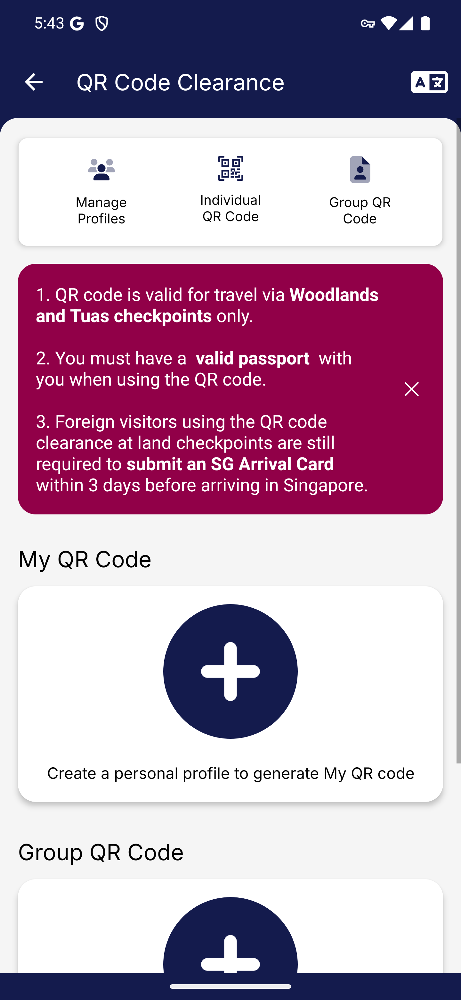 5:43
QR Code Clearance
Manage
Profiles
Individual
QR Code
Group QR
Code
1. QR code is valid for travel via Woodlands
and Tuas checkpoints only.
2. You must have a valid passport with
you when using the QR code.
3. Foreign visitors using the QR code
clearance at land checkpoints are still
required to submit an SG Arrival Card
within 3 days before arriving in Singapore.
My QR Code
Create a personal profile to generate My QR code
Group QR Code